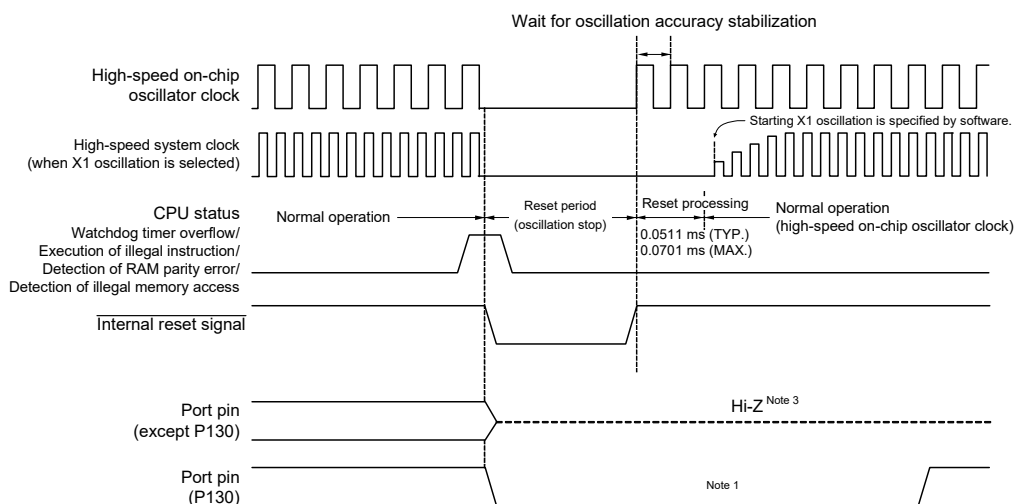 Wait for oscillation accuracy stabilization
High-speed on-chip
oscillator clock
Starting X1 oscillation is specified by software.
High-speed system clock
(when X1 oscillation is selected)
CPU status
Normal operation
Reset period
(oscillation stop)
Reset processing
0.0511 ms (TYP.)
0.0701 ms (MAX.)
Normal operation
(high-speed on-chip oscillator clock)
Watchdog timer overflow/
Execution of illegal instruction/
Detection of RAM parity error/
Detection of illegal memory access
Internal reset signal
Port pin
(except P130)
Hi-Z Note 3
Port pin
(P130)
Note 1